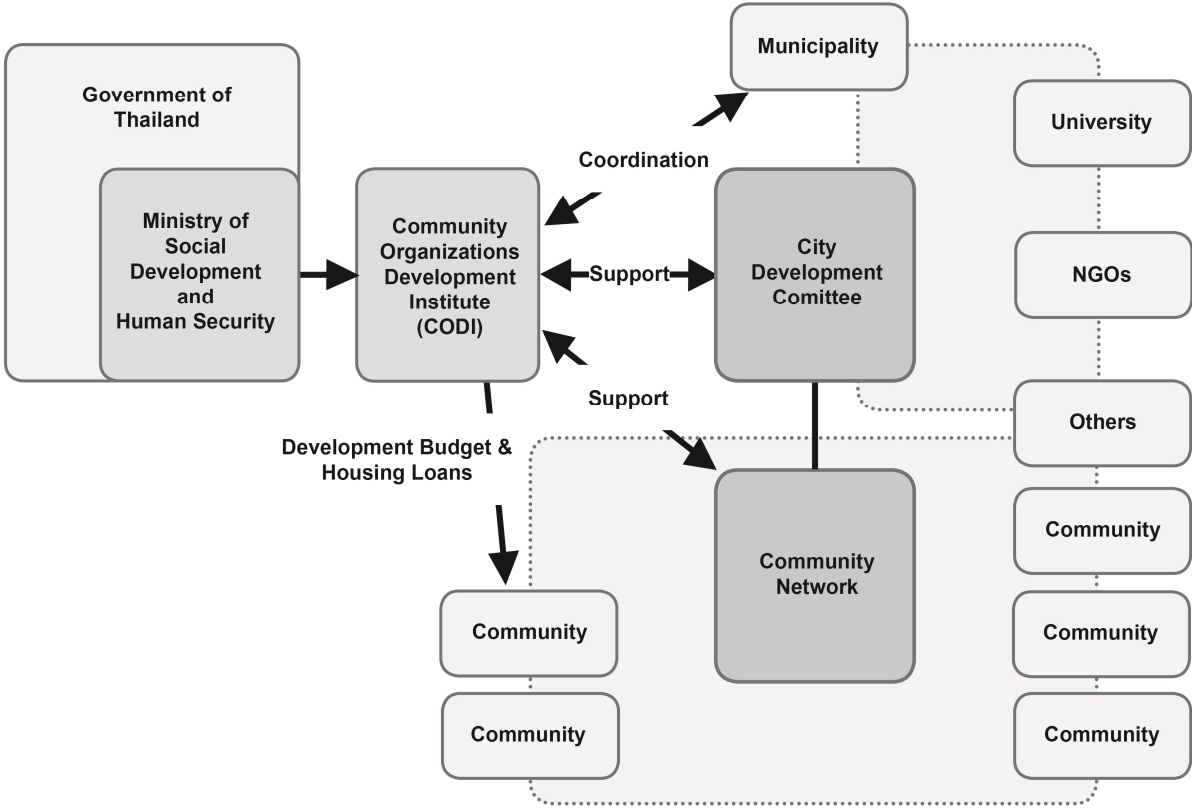 Municipality
Government of
Thailand
University
Coordination
Ministry of
Social
Development
and
Human Security
Community
Organizations
Development
Institute
(CODI)
Support
City
Development
Comittee
NGOs
Support
Others
Development Budget &
Housing Loans
Community
Network
Community
Community
Community
Community
Community